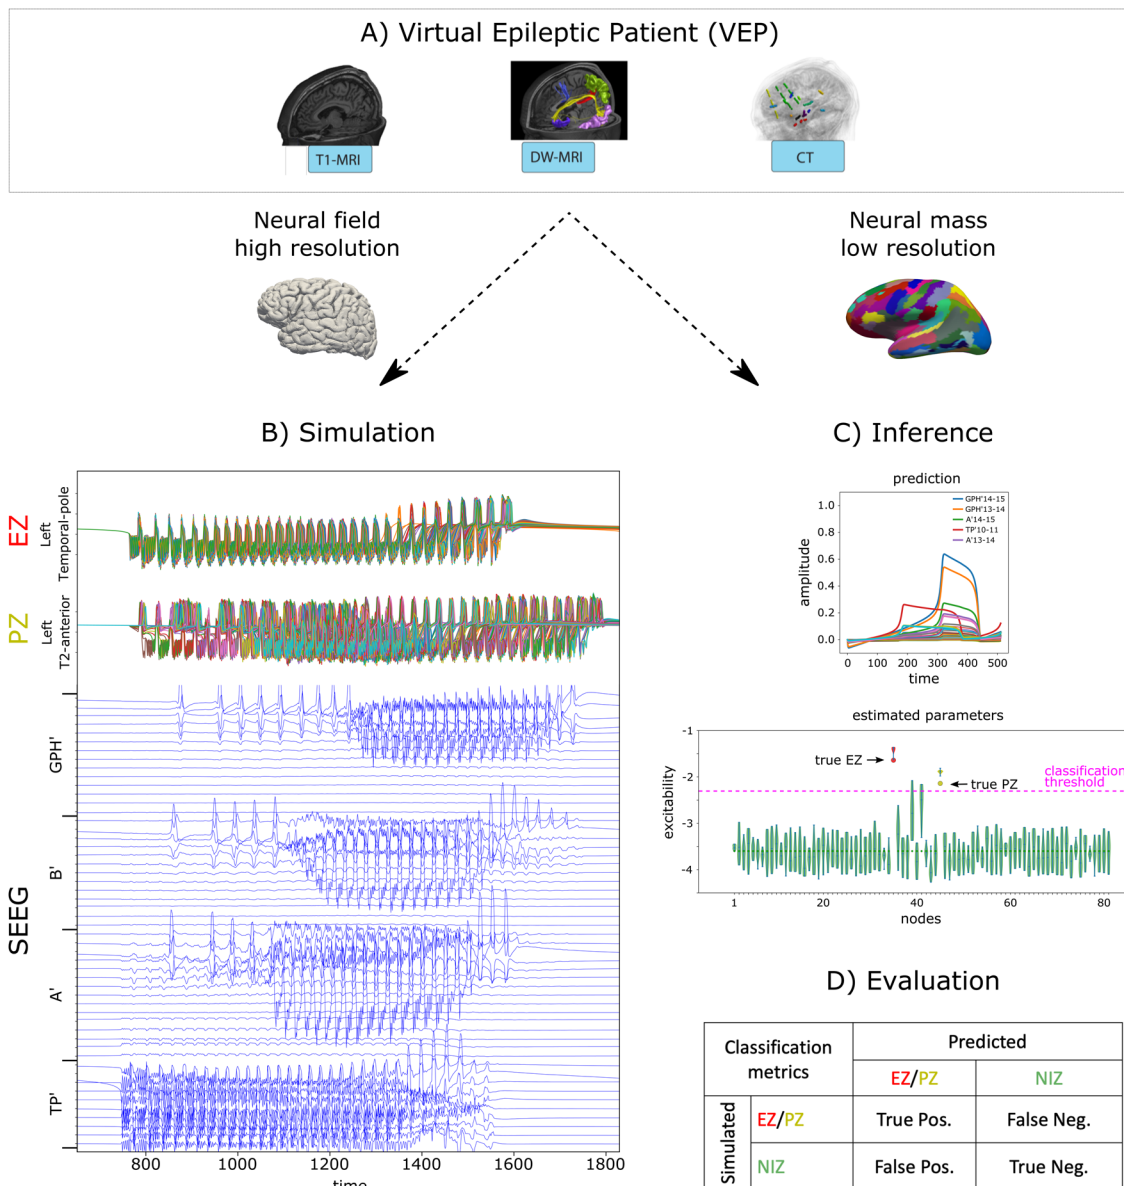 A) Virtual Epileptic Patient (VEP)
T1-MRI
DW-MRI
CT
Neural field
high resolution
Neural mass
low resolution
B) Simulation
EZ
Left
Temporal-pole
PZ
Left
T2-anterior
SEEG
GPH'
B'
A'
TP'
800
1000
1200
1400
1600
1800
time
C) Inference
prediction
amplitude
1.0
0.8
0.6
0.4
0.2
0.0
GPH'14-15
GPH'13-14
A'14-15
TP'10-11
A'13-14
0
100
200
300
400
500
time
estimated parameters
excitability
-1
-2
-3
-4
true EZ
true PZ
classification
threshold
1
20
40
60
80
nodes
D) Evaluation
Classification
metrics
Predicted
EZ/PZ
NIZ
Simulated
EZ/PZ
True Pos.
False Neg.
NIZ
False Pos.
True Neg.